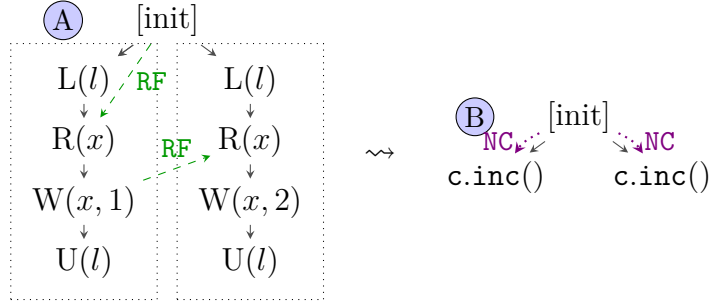 A [init]
L(l) L(l)
RF
R(x) R(x)
RF
W(x, 1) W(x, 2)
U(l) U(l)
⇝
B [init]
NC NC
c.inc() c.inc()